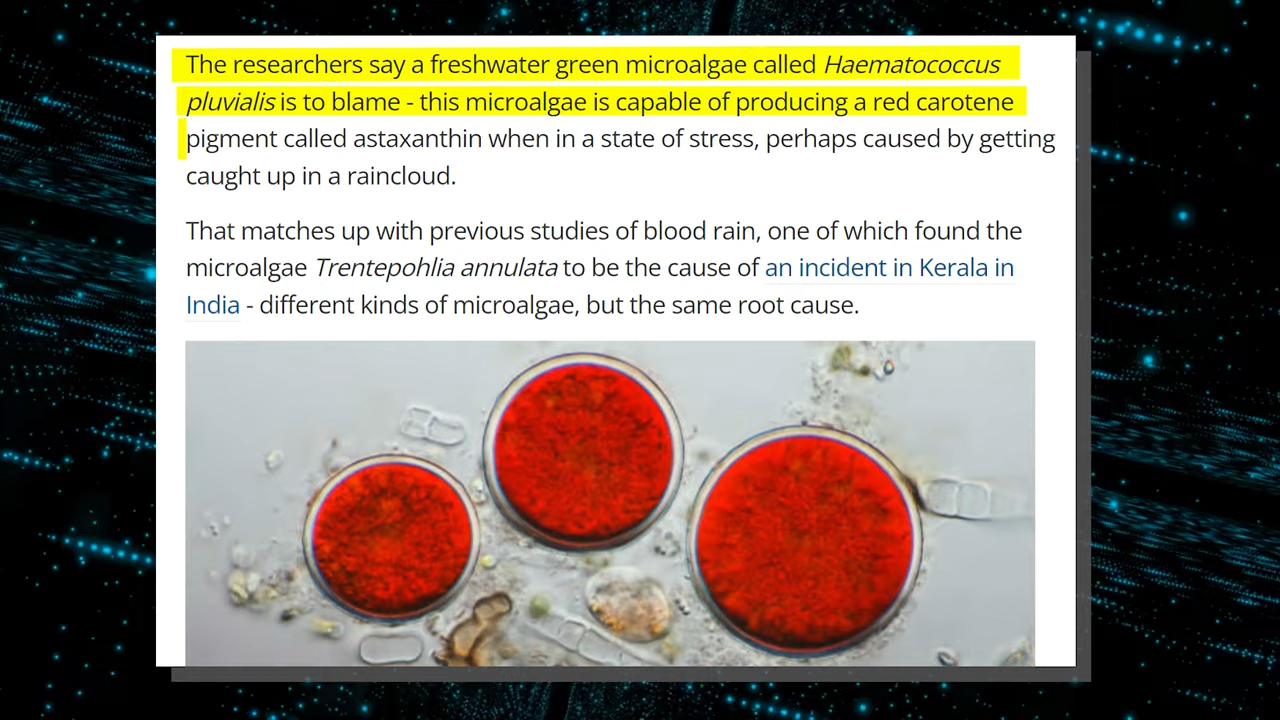 The researchers say a freshwater green microalgae called Haematococcus
pluvialis is to blame - this microalgae is capable of producing a red carotene
pigment called astaxanthin when in a state of stress, perhaps caused by getting
caught up in a raincloud.
That matches up with previous studies of blood rain, one of which found the
microalgae Trentepohlia annulata to be the cause of an incident in Kerala in
India - different kinds of microalgae, but the same root cause.